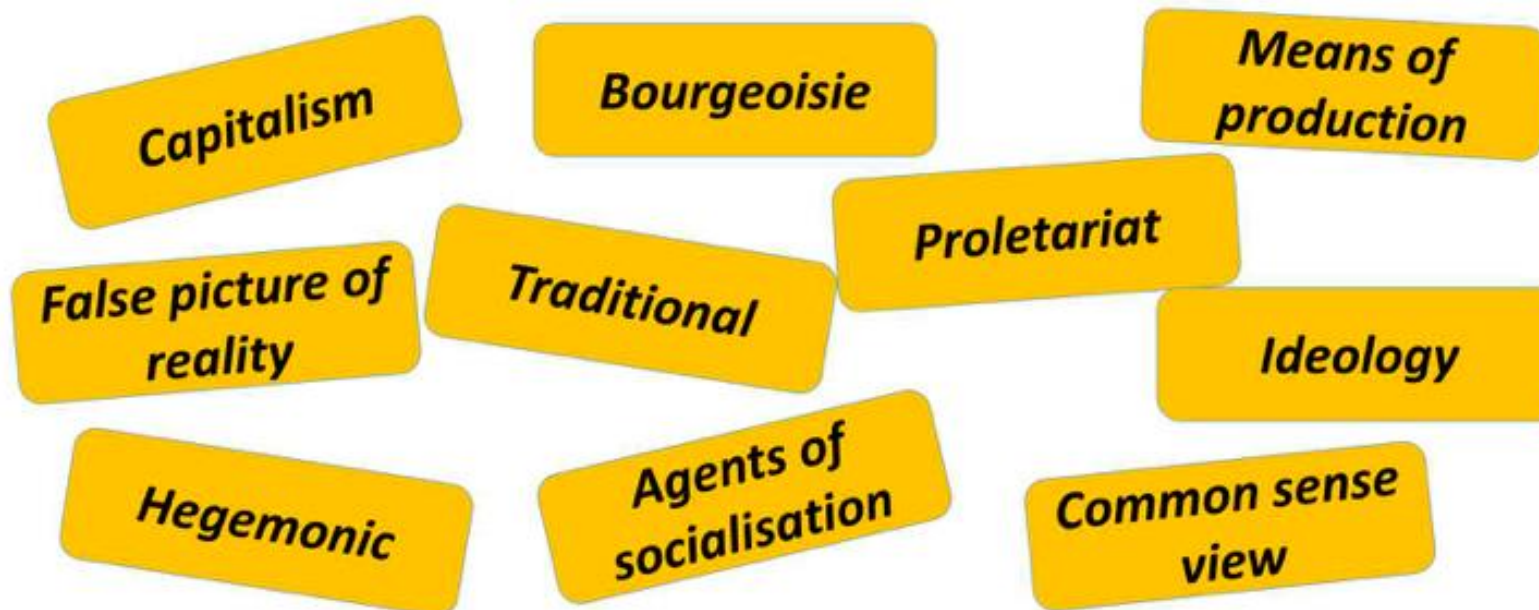 Capitalism
Bourgeoisie
Means of
production
Proletariat
False picture of
reality
Traditional
Ideology
Hegemonic
Agents of
socialisation
Common sense
view